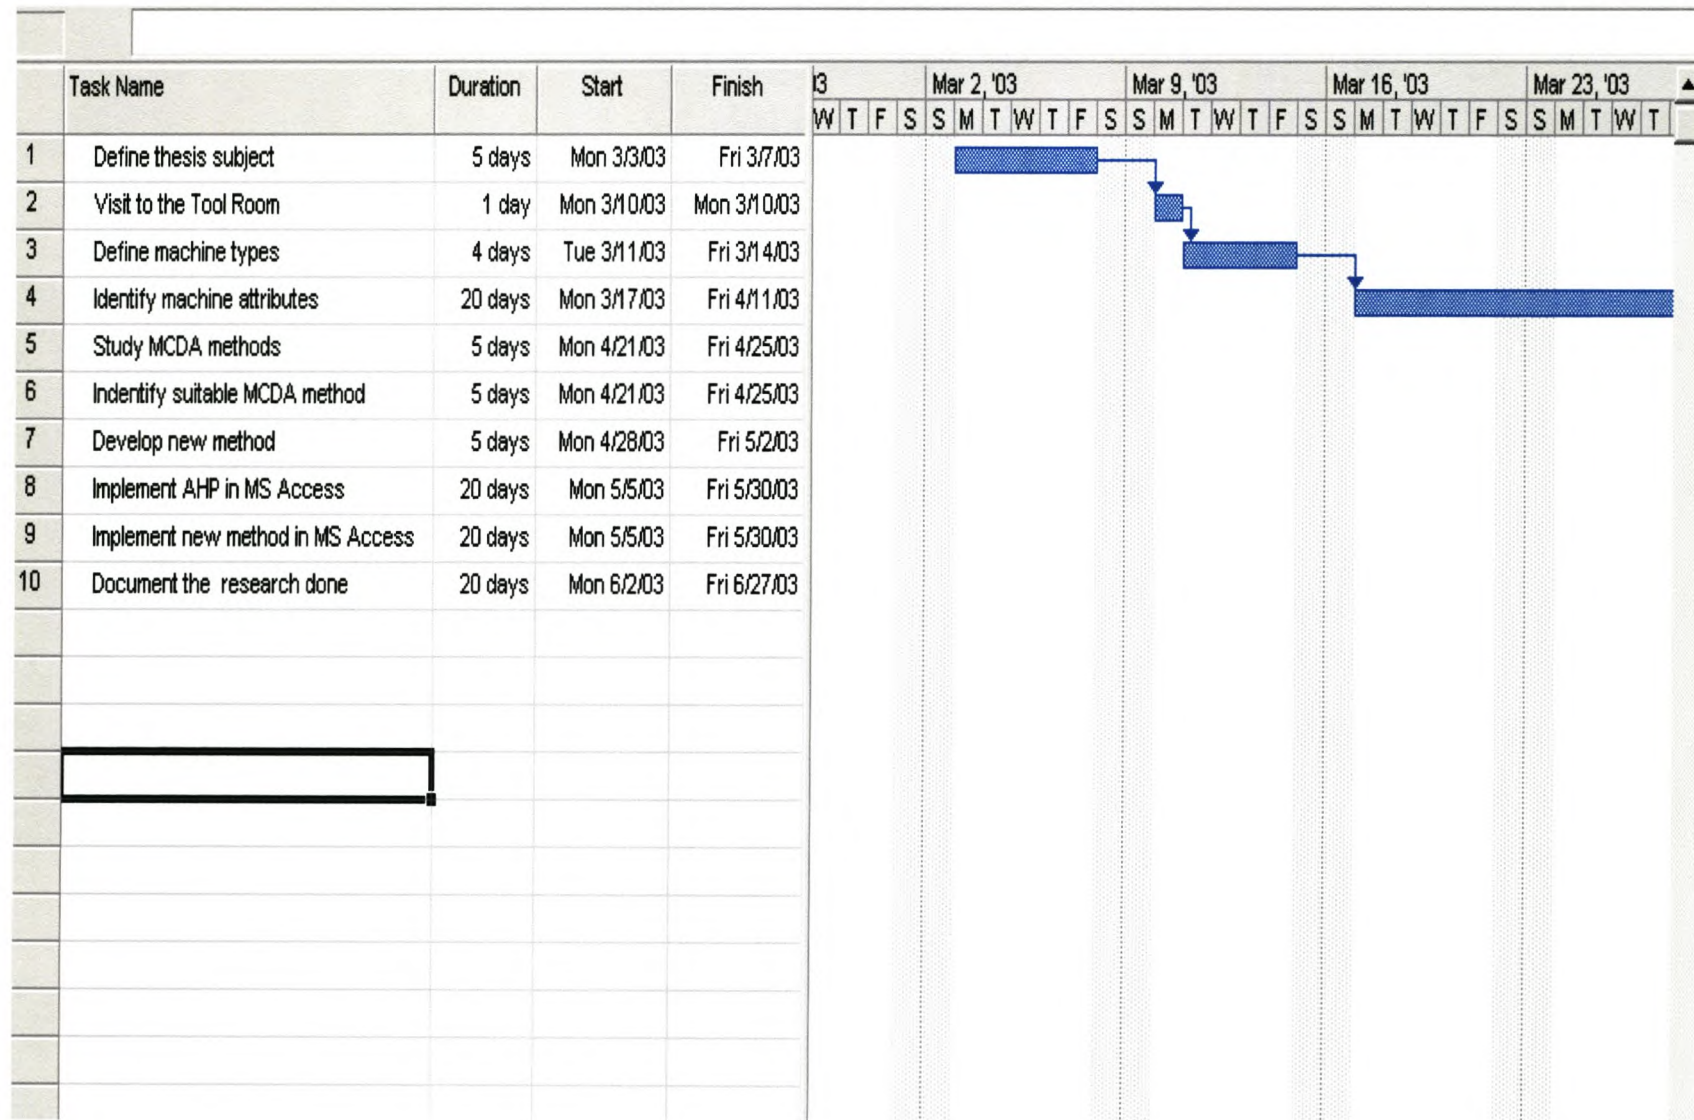 Task Name Duration Start Finish 03 Mar 2, '03 Mar 9, '03 Mar 16, '03 Mar 23, '03
W T F S S M T W T F S S M T W T F S S M T W T F S S M T W T
1 Define thesis subject 5 days Mon 3/3/03 Fri 3/7/03
2 Visit to the Tool Room 1 day Mon 3/10/03 Mon 3/10/03
3 Define machine types 4 days Tue 3/11/03 Fri 3/14/03
4 Identify machine attributes 20 days Mon 3/17/03 Fri 4/11/03
5 Study MCDA methods 5 days Mon 4/21/03 Fri 4/25/03
6 Indentify suitable MCDA method 5 days Mon 4/21/03 Fri 4/25/03
7 Develop new method 5 days Mon 4/28/03 Fri 5/2/03
8 Implement AHP in MS Access 20 days Mon 5/5/03 Fri 5/30/03
9 Implement new method in MS Access 20 days Mon 5/5/03 Fri 5/30/03
10 Document the research done 20 days Mon 6/2/03 Fri 6/27/03